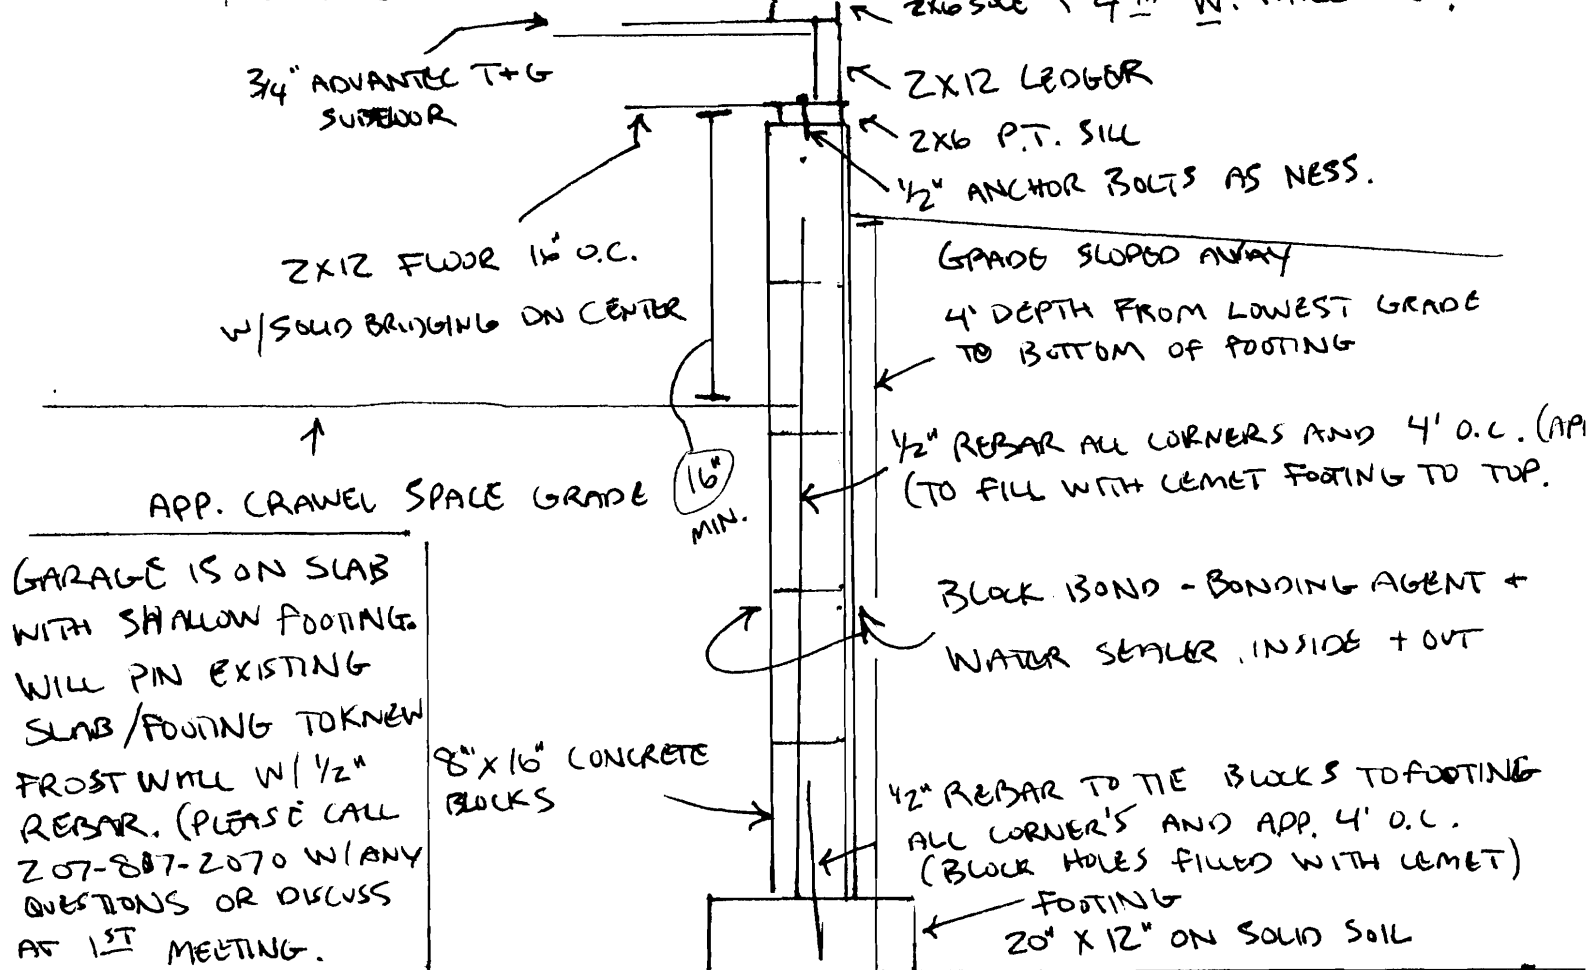 2X6 SOLE
3/4" ADVANTEC T+G
SUBFLOOR
2X12 LEDGER
2X6 P.T. SILL
1/2" ANCHOR BOLTS AS NESS.
2X12 FLOOR 16" O.C.
W/SOLID BRIDGING ON CENTER
GRADE SLOPED AWAY
4' DEPTH FROM LOWEST GRADE
TO BOTTOM OF FOOTING
1/2" REBAR ALL CORNERS AND 4' O.C. (AP
(TO FILL WITH CEMET FOOTING TO TOP.
APP. CRAWEL SPACE GRADE
16"
MIN.
GARAGE IS ON SLAB
WITH SHALLOW FOOTING.
WILL PIN EXISTING
SLAB/FOOTING TO NEW
FROST WALL W/ 1/2"
REBAR. (PLEASE CALL
207-887-2070 W/ANY
QUESTIONS OR DISCUSS
AT 1ST MEETING.
BLOCK BOND - BONDING AGENT +
WATER SEALER INSIDE + OUT
8" X 16" CONCRETE
BLOCKS
1/2" REBAR TO TIE BLOCKS TO FOOTING
ALL CORNER'S AND APP. 4' O.C.
(BLOCK HOLES FILLED WITH CEMET)
FOOTING
20" X 12" ON SOLID SOIL